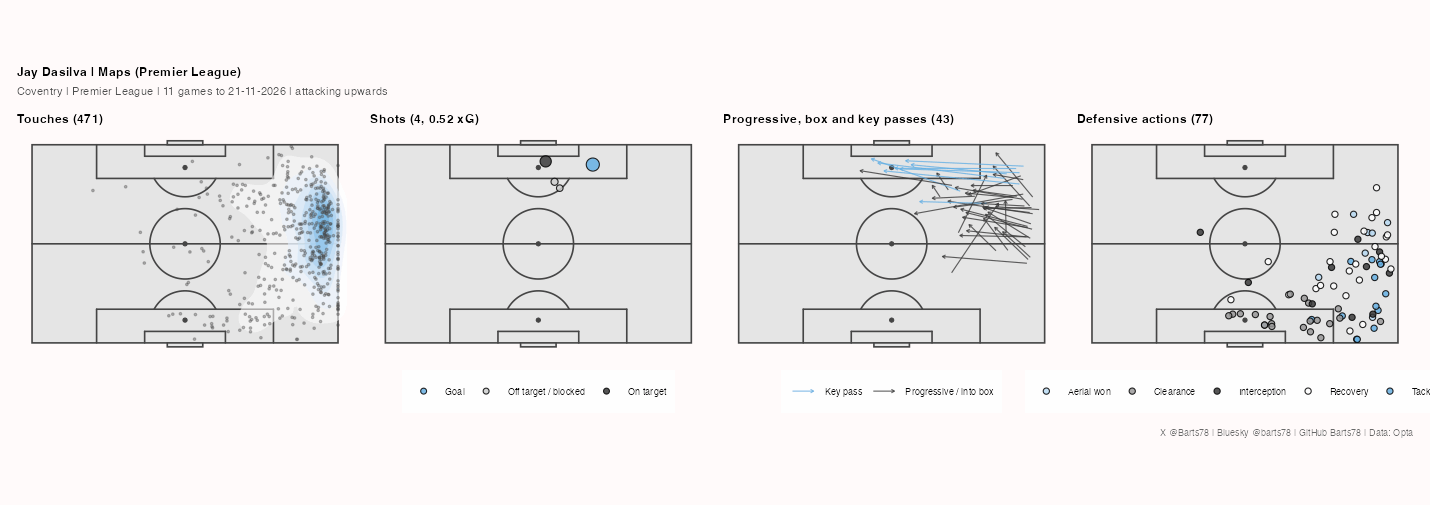 Jay Dasilva | Maps (Premier League)
Coventry | Premier League | 11 games to 21-11-2026 | attacking upwards
Touches (471)
Shots (4, 0.52 xG)
Progressive, box and key passes (43)
Defensive actions (77)
Goal
Off target / blocked
On target
Key pass
Progressive / into box
Aerial won
Clearance
Interception
Recovery
Tack
X @Barts78 | Bluesky @barts78 | GitHub Barts78 | Data: Opta